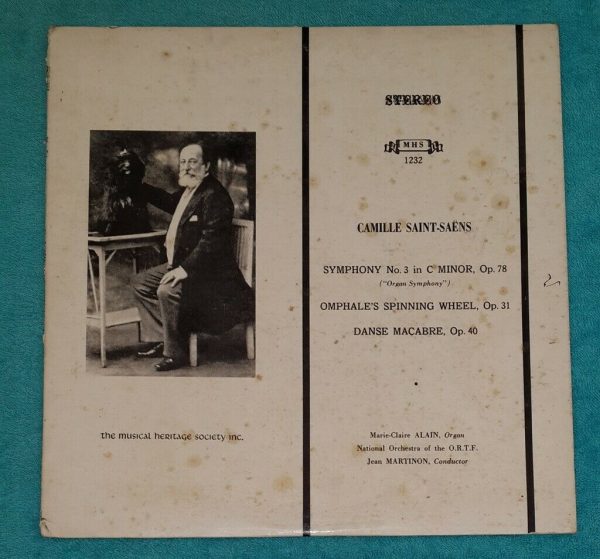 STEREO
MHS
1232
CAMILLE SAINT-SAËNS
SYMPHONY No. 3 in C MINOR, Op. 78
("Organ Symphony")
OMPHALE'S SPINNING WHEEL, Op. 31
DANSE MACABRE, Op. 40
the musical heritage society inc.
Marie-Claire ALAIN, Organ
National Orchestra of the O.R.T.F.
Jean MARTINON, Conductor